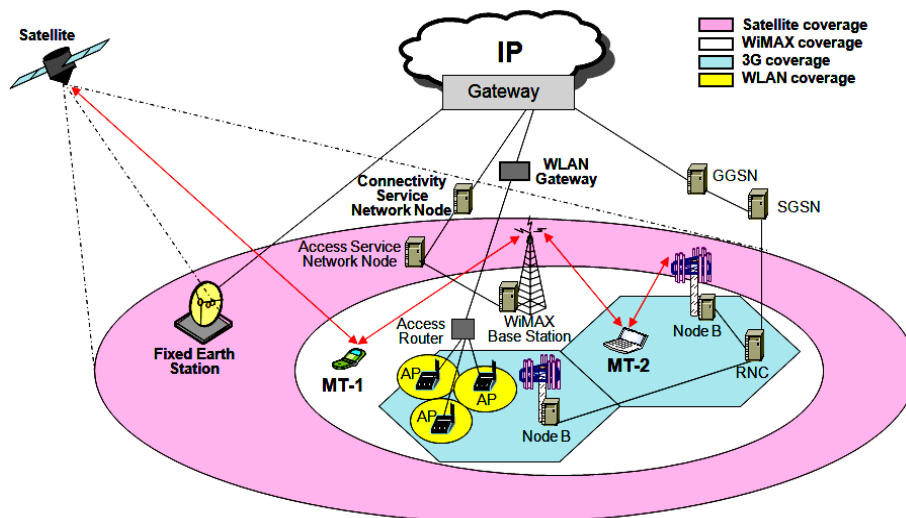 Satellite
IP
Gateway
Satellite coverage
WiMAX coverage
3G coverage
WLAN coverage
WLAN
Gateway
Connectivity
Service
Network Node
GGSN
SGSN
Access Service
Network Node
Fixed Earth
Station
MT-1
Access
Router
WiMAX
Base Station
MT-2
Node B
RNC
AP
AP
AP
Node B